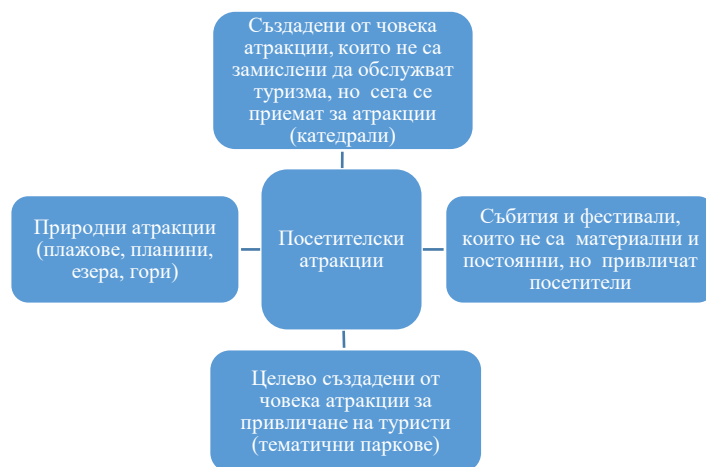 Създадени от човека
атракции, които не са
замислени да обслужват
туризма, но сега се
приемат за атракции
(катедрали)
Природни атракции
(плажове, планини,
езера, гори)
Посетителски
атракции
Събития и фестивали,
които не са материални и
постоянни, но привличат
посетители
Целево създадени от
човека атракции за
привличане на туристи
(тематични паркове)